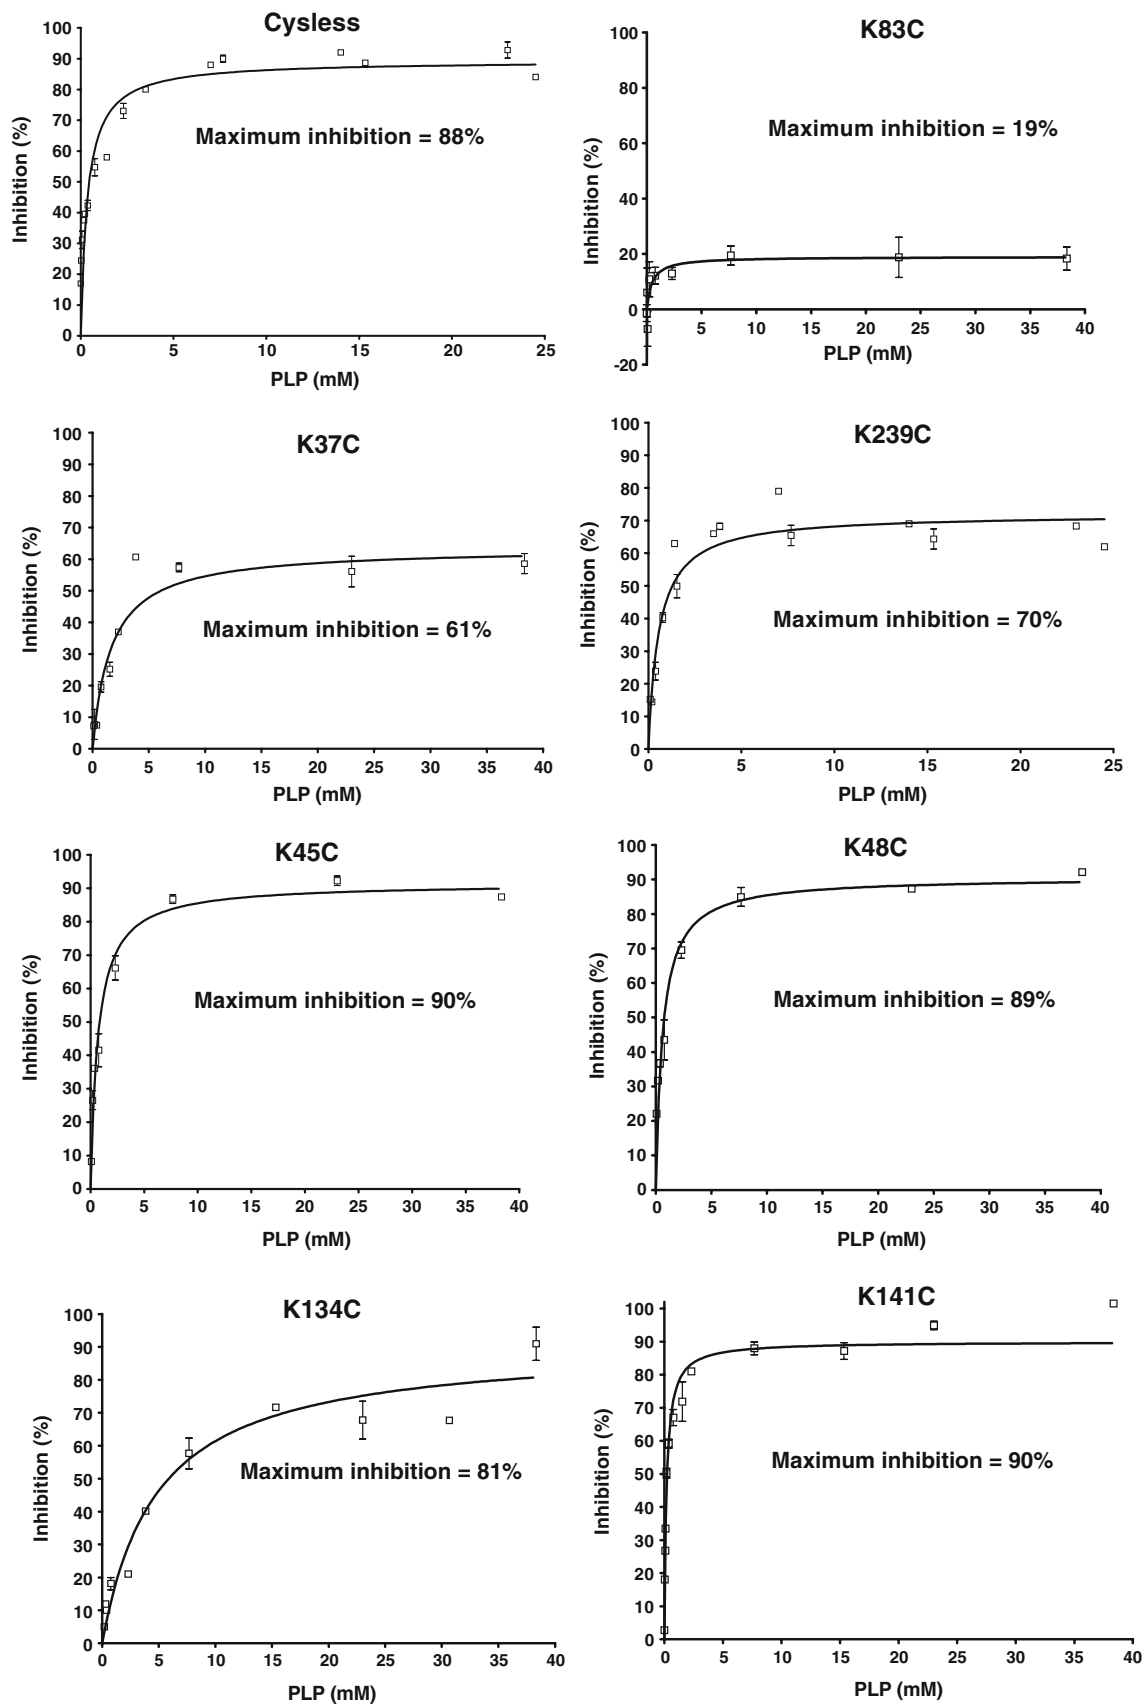 Cysless
100
90
80
70
60
50
40
30
20
10
0
Inhibition (%)
Maximum inhibition = 88%
0 5 10 15 20 25
PLP (mM)
K83C
100
80
60
40
20
0
-20
Inhibition (%)
Maximum inhibition = 19%
5 10 15 20 25 30 35 40
PLP (mM)
K37C
100
90
80
70
60
50
40
30
20
10
0
Inhibition (%)
Maximum inhibition = 61%
0 5 10 15 20 25 30 35 40
PLP (mM)
K239C
100
90
80
70
60
50
40
30
20
10
0
Inhibition (%)
Maximum inhibition = 70%
0 5 10 15 20 25
PLP (mM)
K45C
100
90
80
70
60
50
40
30
20
10
0
Inhibition (%)
Maximum inhibition = 90%
0 5 10 15 20 25 30 35 40
PLP (mM)
K48C
100
90
80
70
60
50
40
30
20
10
0
Inhibition (%)
Maximum inhibition = 89%
0 5 10 15 20 25 30 35 40
PLP (mM)
K134C
100
90
80
70
60
50
40
30
20
10
0
Inhibition (%)
Maximum inhibition = 81%
0 5 10 15 20 25 30 35 40
PLP (mM)
K141C
100
90
80
70
60
50
40
30
20
10
0
Inhibition (%)
Maximum inhibition = 90%
0 5 10 15 20 25 30 35 40
PLP (mM)